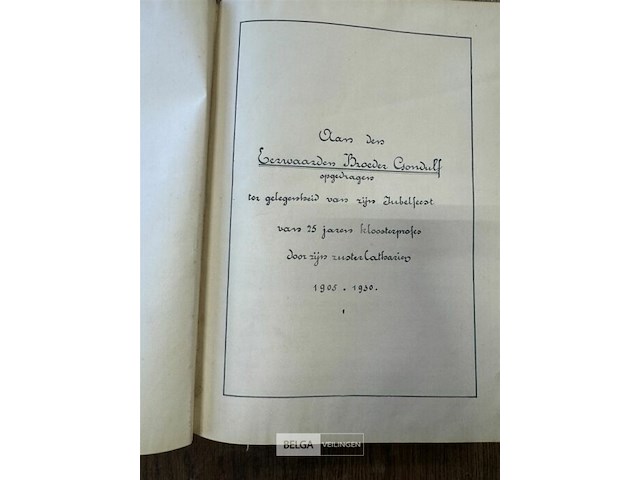 Aan den
Eerwaarden Broeder Gondulf
opgedragen
ter gelegenheid van zijn Jubelfeest
van 25 jaren kloosterprofes
door zijn zuster Catharina
1905 - 1930.
BELGA VEILINGEN